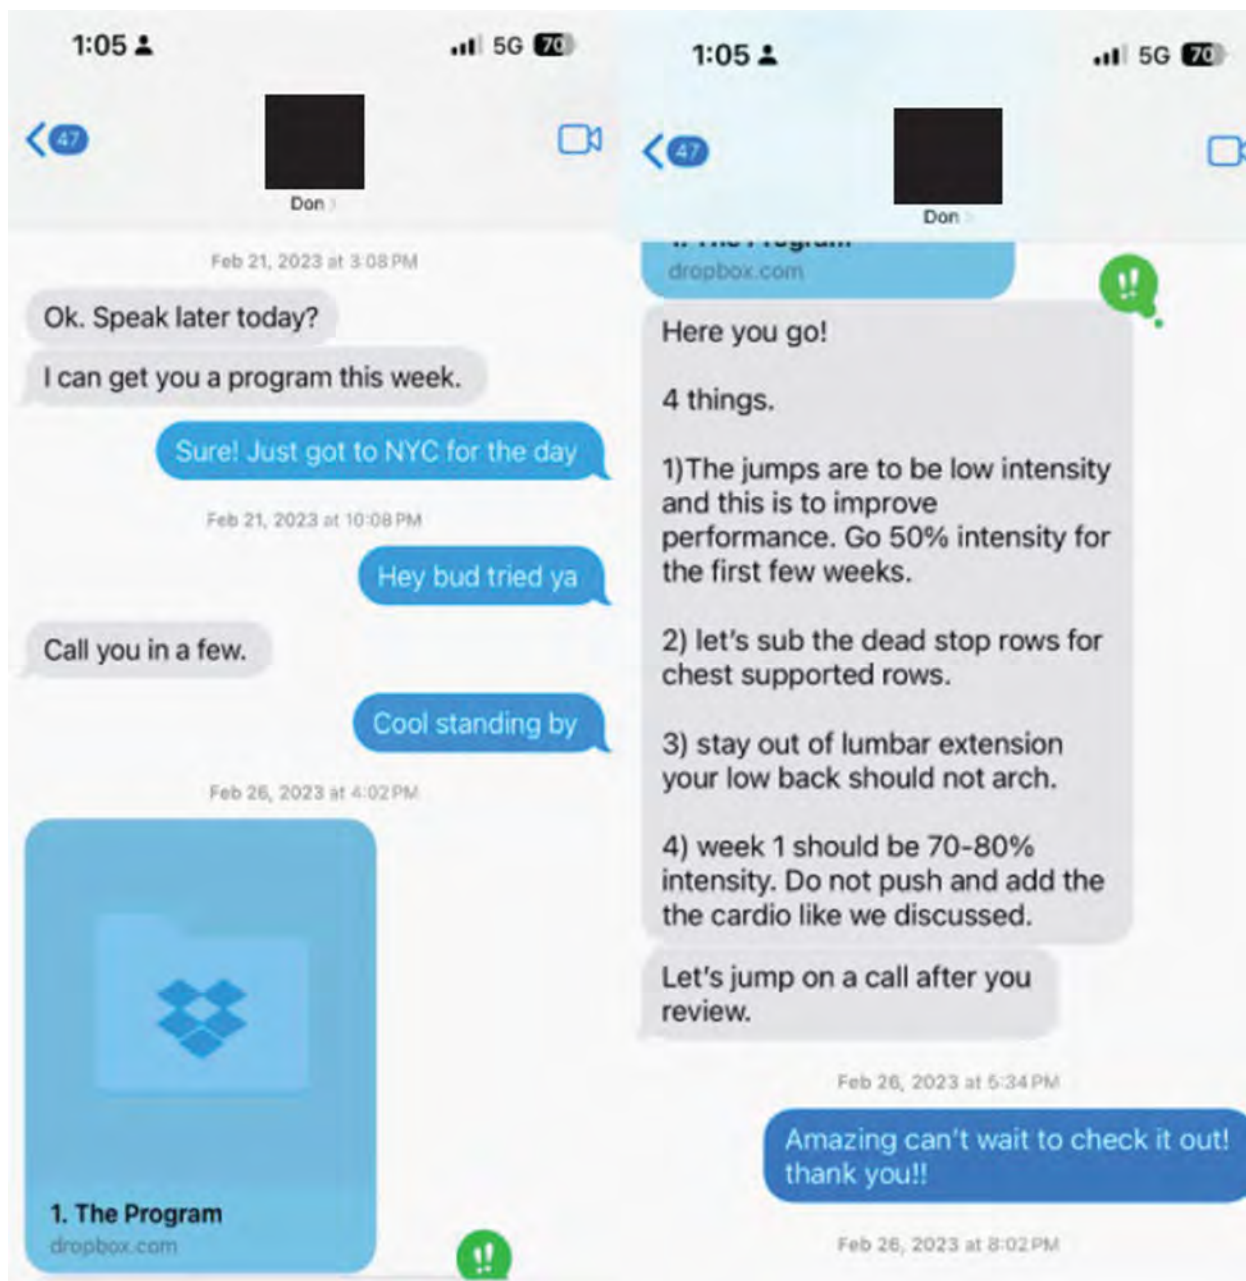 1:05
5G 70
47
Don
Feb 21, 2023 at 3:08 PM
Ok. Speak later today?
I can get you a program this week.
Sure! Just got to NYC for the day
Feb 21, 2023 at 10:08 PM
Hey bud tried ya
Call you in a few.
Cool standing by
Feb 26, 2023 at 4:02 PM
1. The Program
dropbox.com
!!
1:05
5G 70
47
Don
1. The Program
dropbox.com
!!
Here you go!
4 things.
1)The jumps are to be low intensity
and this is to improve
performance. Go 50% intensity for
the first few weeks.
2) let's sub the dead stop rows for
chest supported rows.
3) stay out of lumbar extension
your low back should not arch.
4) week 1 should be 70-80%
intensity. Do not push and add the
the cardio like we discussed.
Let's jump on a call after you
review.
Feb 26, 2023 at 5:34 PM
Amazing can't wait to check it out!
thank you!!
Feb 26, 2023 at 8:02 PM